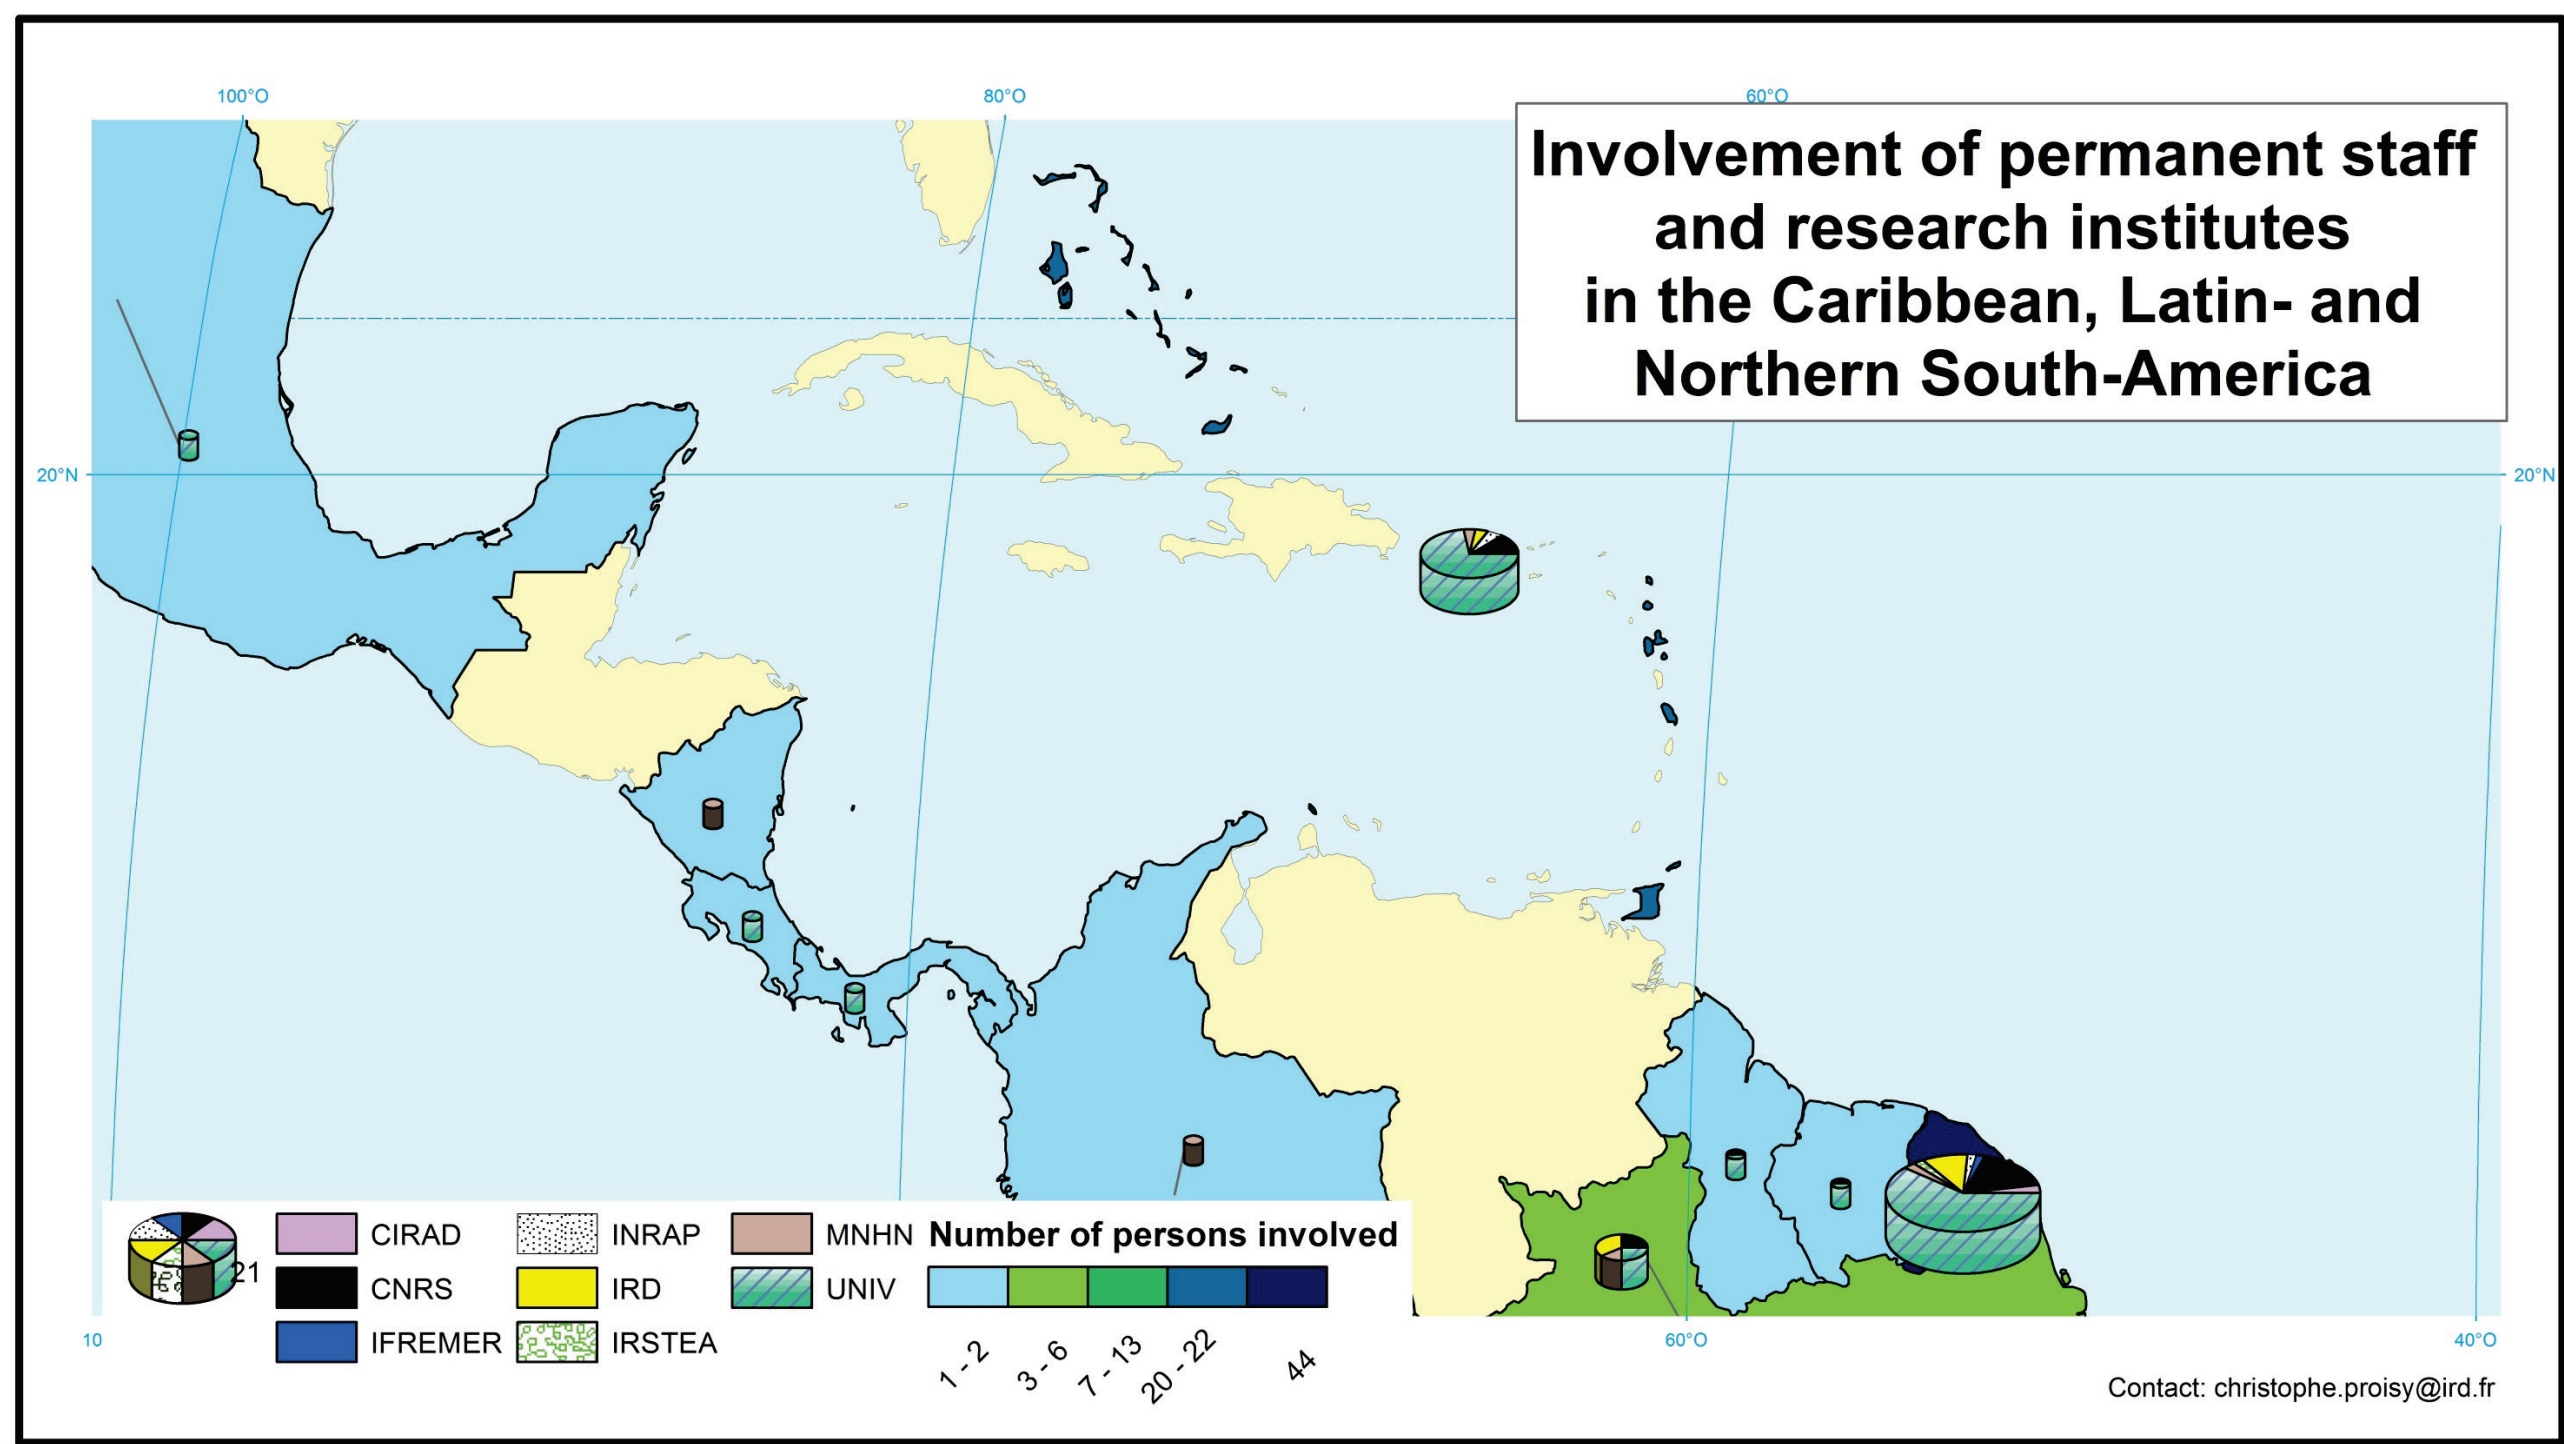 100°O
80°O
60°O
Involvement of permanent staff
and research institutes
in the Caribbean, Latin- and
Northern South-America
20°N
20°N
21
CIRAD
CNRS
IFREMER
INRAP
IRD
IRSTEA
MNHN
UNIV
Number of persons involved
1 - 2
3 - 6
7 - 13
20 - 22
44
10
60°O
40°O
Contact: christophe.proisy@ird.fr